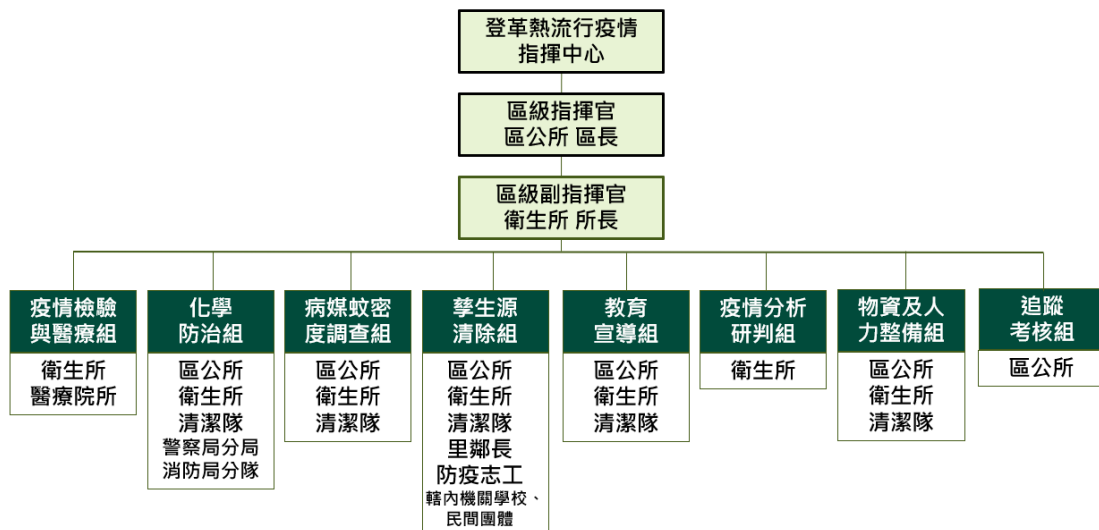 登革熱流行疫情
指揮中心
區級指揮官
區公所 區長
區級副指揮官
衛生所 所長
疫情檢驗
與醫療組
衛生所
醫療院所
化學
防治組
區公所
衛生所
清潔隊
警察局分局
消防局分隊
病媒蚊密
度調查組
區公所
衛生所
清潔隊
孳生源
清除組
區公所
衛生所
清潔隊
里鄰長
防疫志工
轄內機關學校、
民間團體
教育
宣導組
區公所
衛生所
清潔隊
疫情分析
研判組
衛生所
物資及人
力整備組
區公所
衛生所
清潔隊
追蹤
考核組
區公所